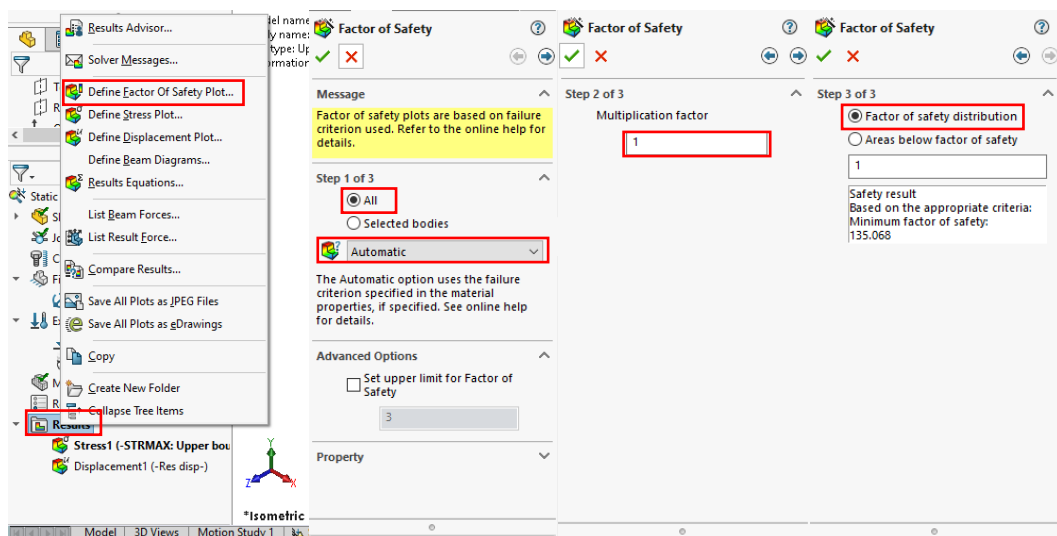 Results Advisor...
Solver Messages...
Define Factor Of Safety Plot...
Define Stress Plot...
Define Displacement Plot...
Define Beam Diagrams...
Results Equations...
List Beam Forces...
List Result Force...
Compare Results...
Save All Plots as JPEG Files
Save All Plots as eDrawings
Copy
Create New Folder
Collapse Tree Items
Static
Results
Stress1 (-STRMAX: Upper bou
Displacement1 (-Res disp-)
del name
y name:
type: Up
ormation
Y
Z
X
*Isometric
Model
3D Views
Motion Study 1
Factor of Safety
Message
Factor of safety plots are based on failure
criterion used. Refer to the online help for
details.
Step 1 of 3
All
Selected bodies
Automatic
The Automatic option uses the failure
criterion specified in the material
properties, if specified. See online help
for details.
Advanced Options
Set upper limit for Factor of
Safety
3
Property
Factor of Safety
Step 2 of 3
Multiplication factor
1
Factor of Safety
Step 3 of 3
Factor of safety distribution
Areas below factor of safety
1
Safety result
Based on the appropriate criteria:
Minimum factor of safety:
135.068